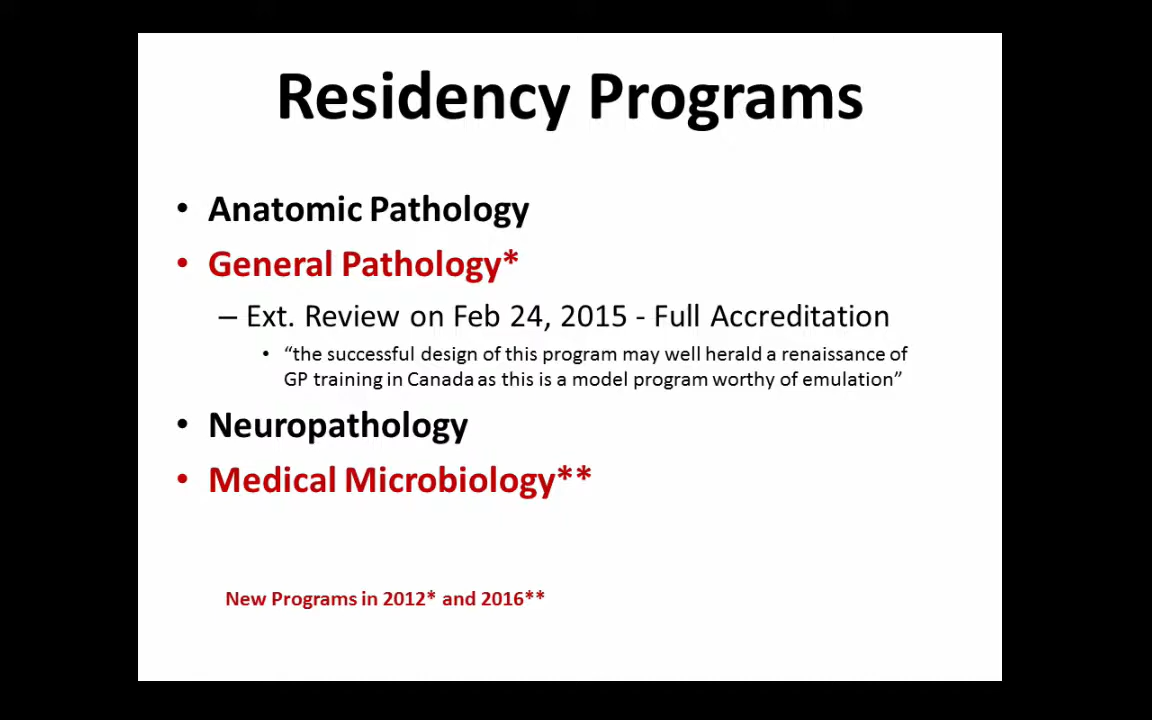 Residency Programs
• Anatomic Pathology
• General Pathology*
– Ext. Review on Feb 24, 2015 - Full Accreditation
• “the successful design of this program may well herald a renaissance of
GP training in Canada as this is a model program worthy of emulation”
• Neuropathology
• Medical Microbiology**
New Programs in 2012* and 2016**